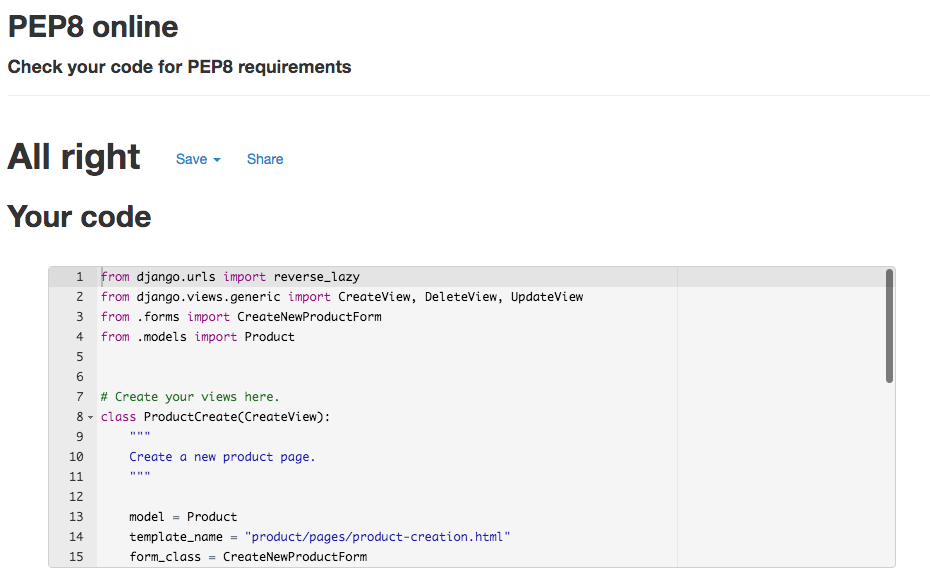 PEP8 online
Check your code for PEP8 requirements
All right Save Share
Your code
1 from django.urls import reverse_lazy
2 from django.views.generic import CreateView, DeleteView, UpdateView
3 from .forms import CreateNewProductForm
4 from .models import Product
5
6
7 # Create your views here.
8 class ProductCreate(CreateView):
9 """
10 Create a new product page.
11 """
12
13 model = Product
14 template_name = "product/pages/product-creation.html"
15 form_class = CreateNewProductForm